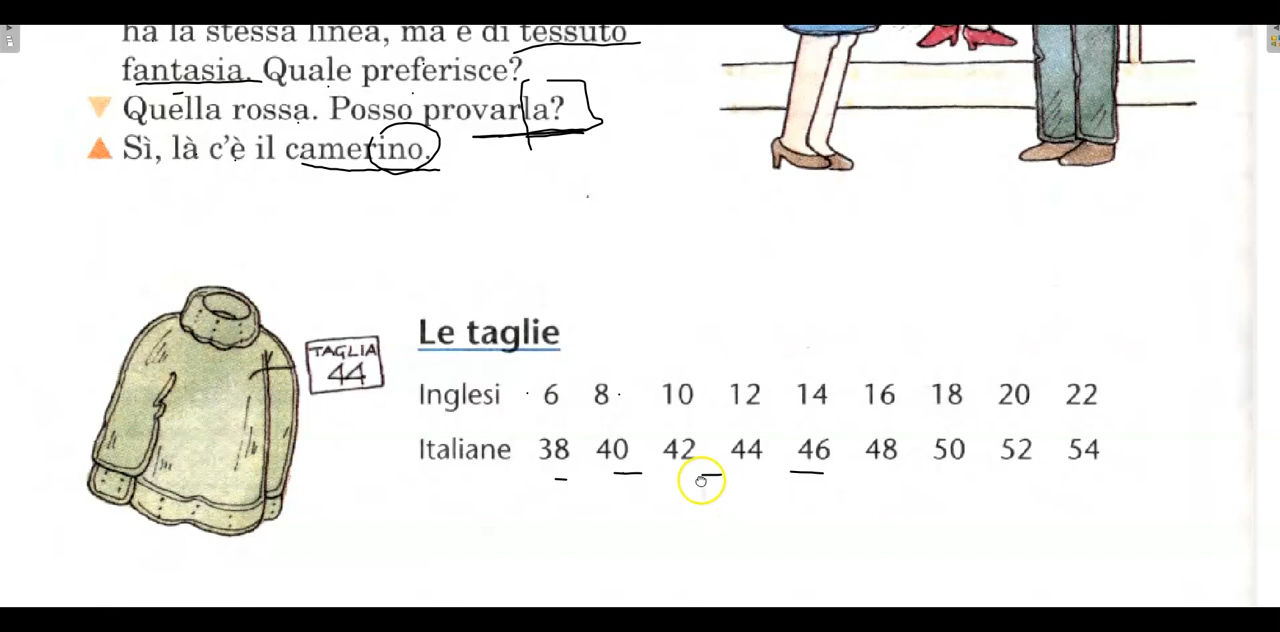 ha la stessa linea, ma è di tessuto
fantasia. Quale preferisce?
Quella rossa. Posso provarla?
Sì, là c'è il camerino.
TAGLIA
44
Le taglie
Inglesi 6 8 10 12 14 16 18 20 22
Italiane 38 40 42 44 46 48 50 52 54